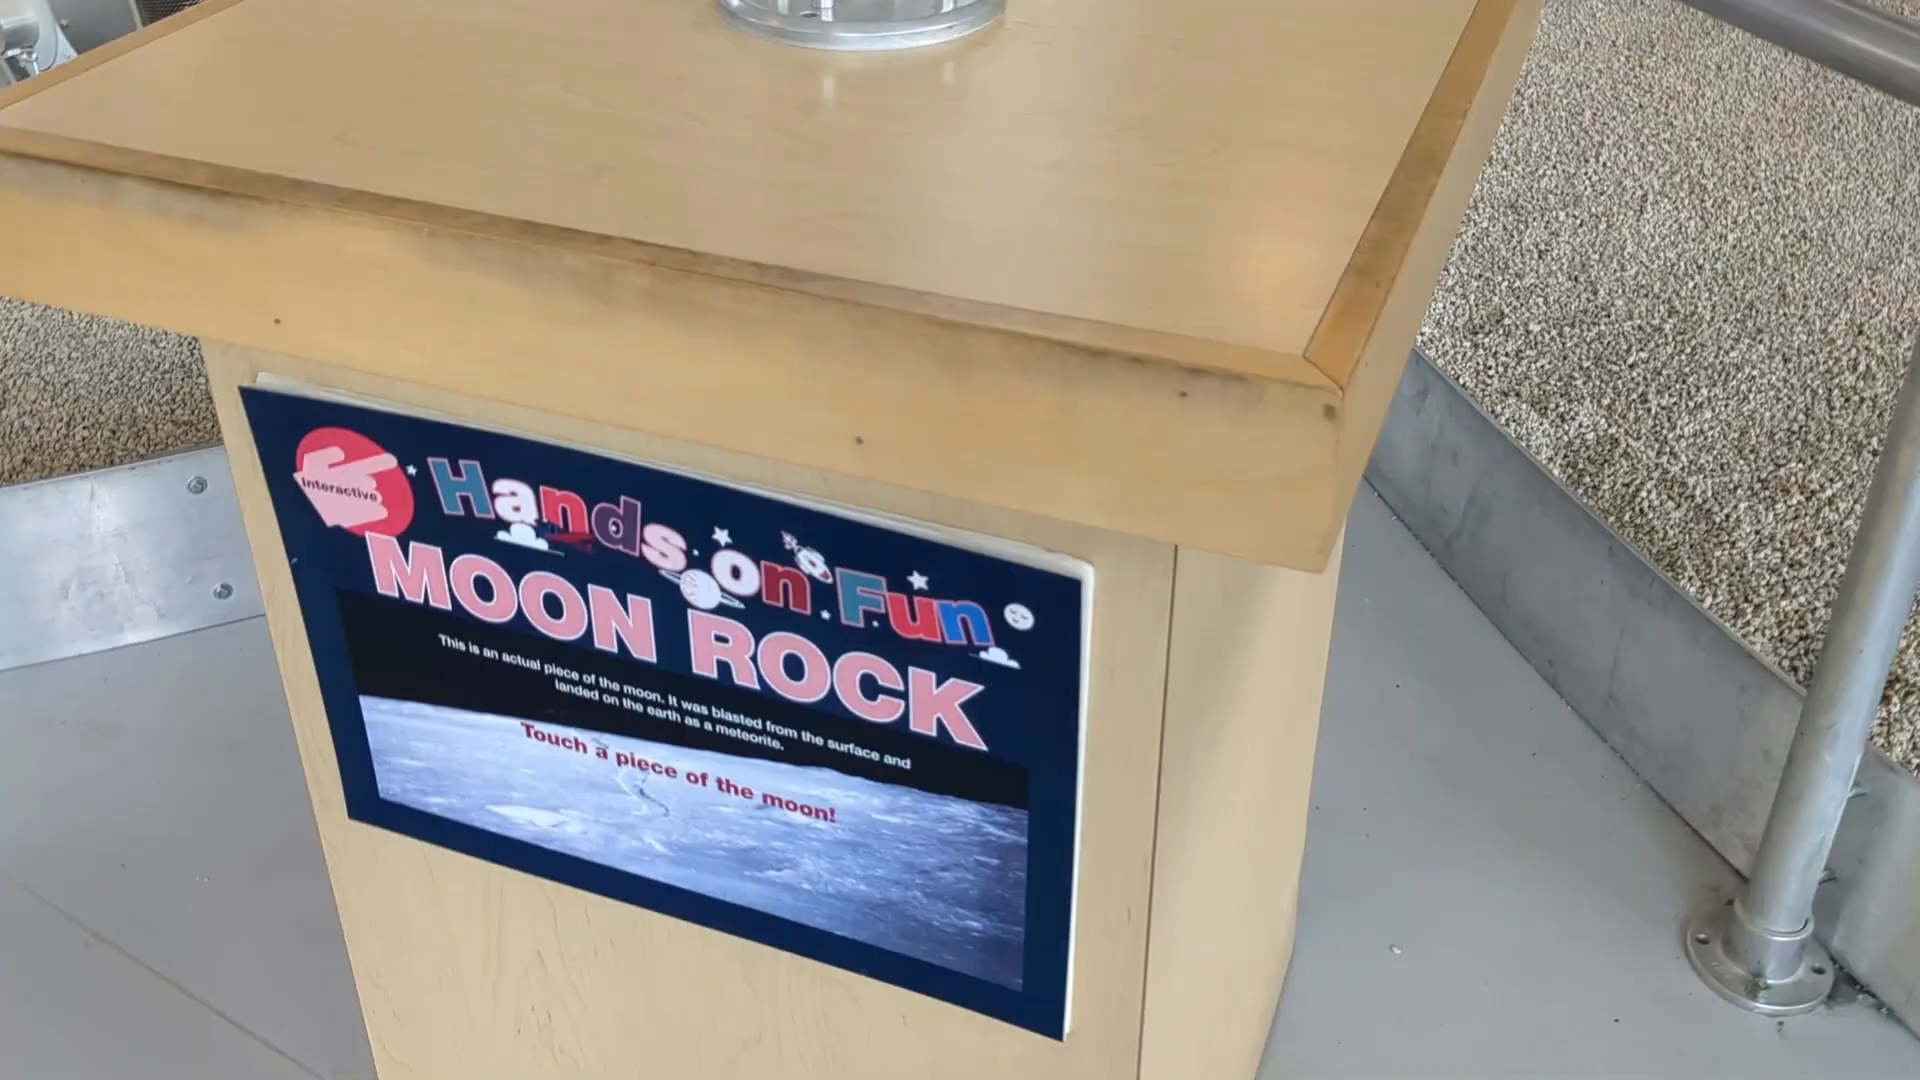 Interactive
Hands on Fun
MOON ROCK
This is an actual piece of the moon. It was blasted from the surface and
landed on the earth as a meteorite.
Touch a piece of the moon!